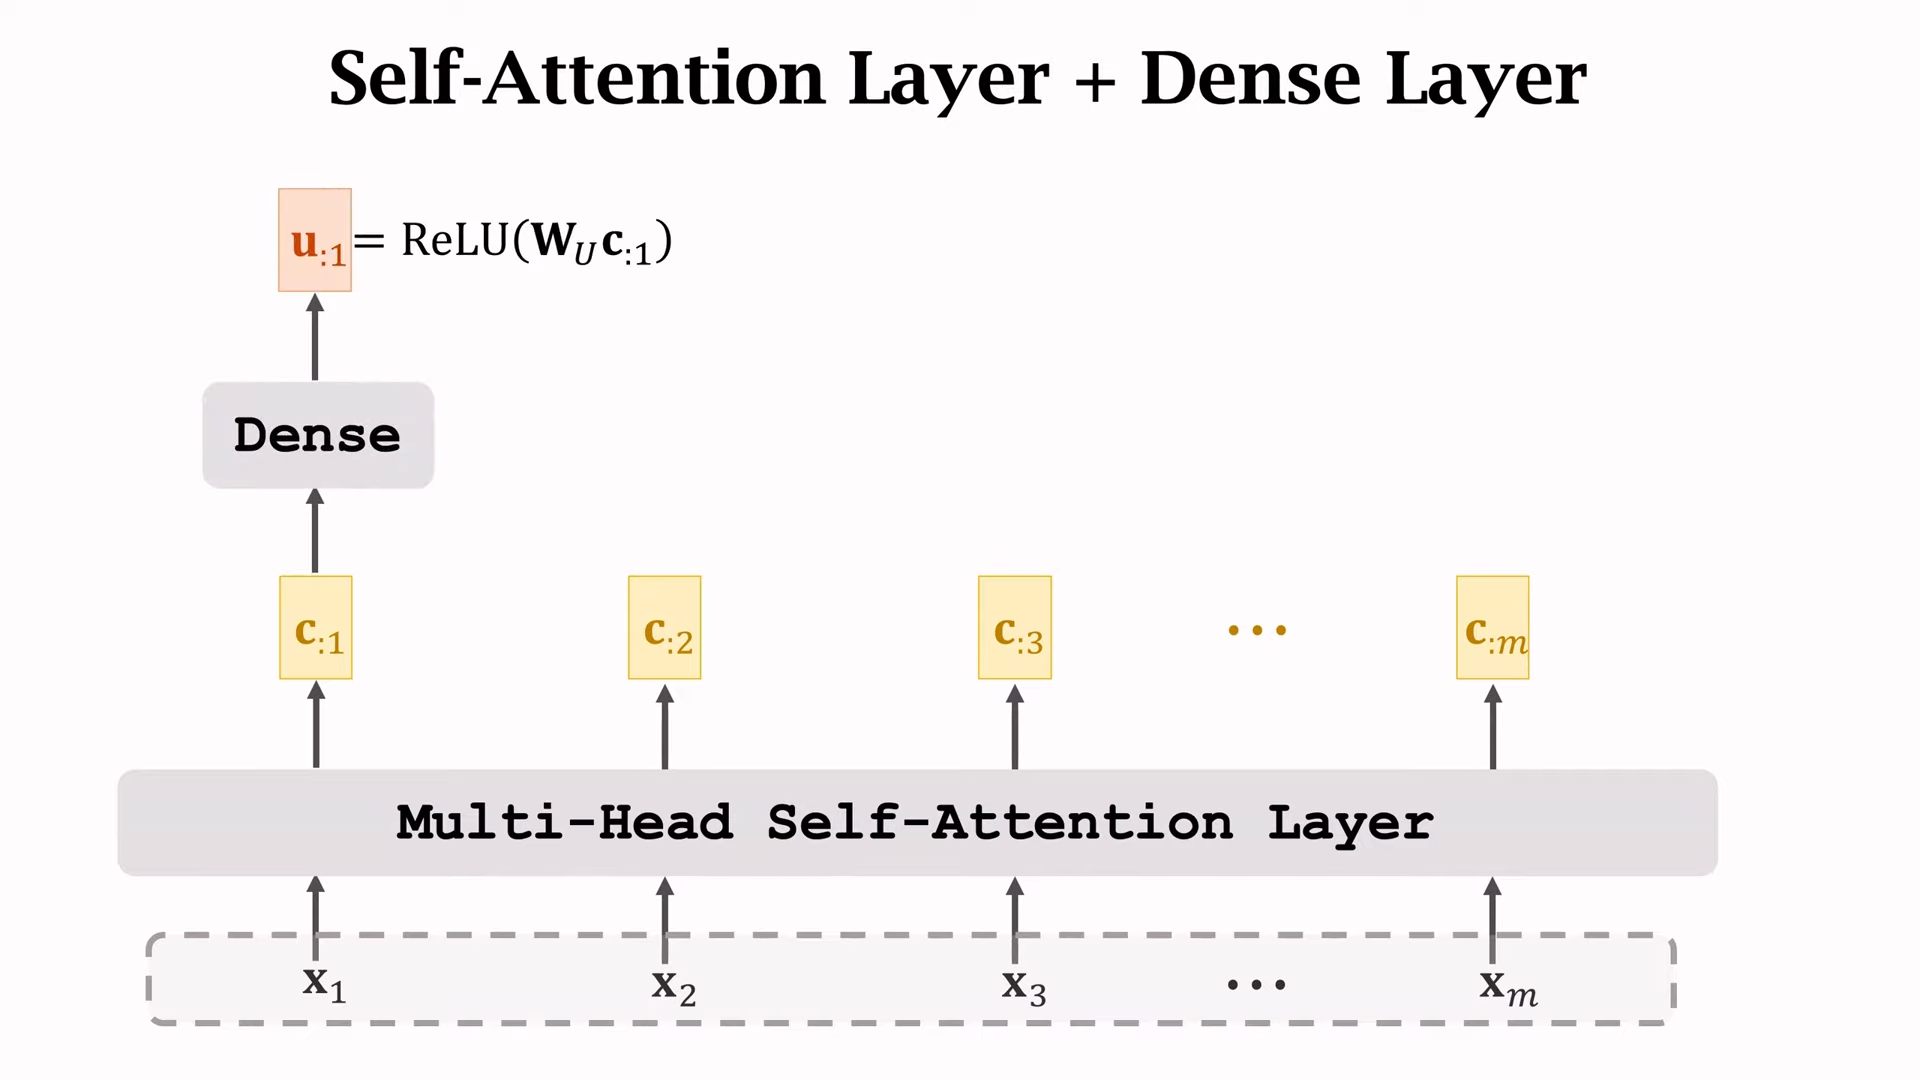 Self-Attention Layer + Dense Layer
u:1 = ReLU(W_U c:1)
Dense
c:1 c:2 c:3 ··· c:m
Multi-Head Self-Attention Layer
x1 x2 x3 ··· xm